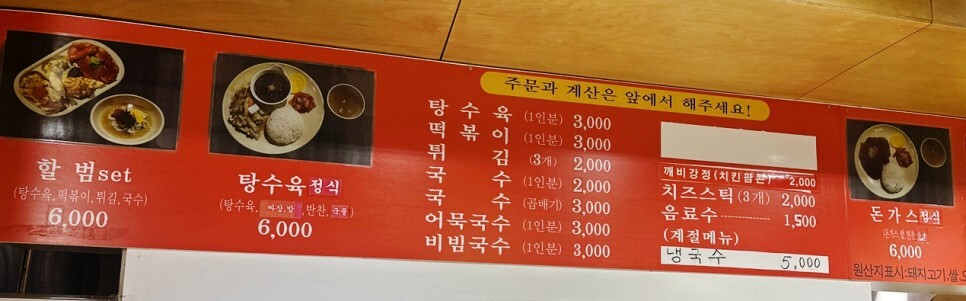 할 범set
(탕수육,떡볶이,튀김,국수)
6,000
탕수육정식
(탕수육, 짜장,밥 ,반찬,국물)
6,000
주문과 계산은 앞에서 해주세요!
탕 수 육 (1인분) 3,000
떡 볶 이 (1인분) 3,000
튀 김 (3개) 2,000
국 수 (1인분) 2,000
국 수 (곱배기) 3,000
어묵국수 (1인분) 3,000
비빔국수 (1인분) 3,000
깨비강정(치킨팝콘) 2,000
치즈스틱 (3개) 2,000
음료수 -------------- 1,500
(계절메뉴)
냉국수 5,000
돈가스정식
6,000
원산지표시:돼지고기,쌀